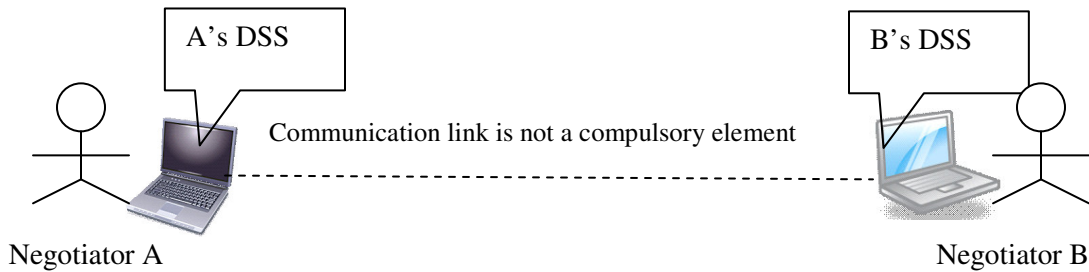 A's DSS
B's DSS
Communication link is not a compulsory element
Negotiator A
Negotiator B